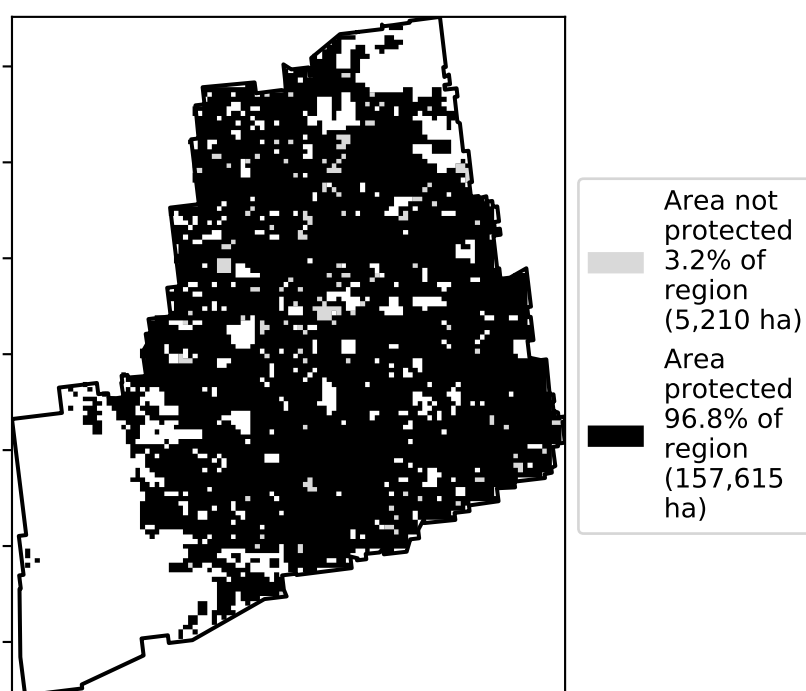 Area not
protected
3.2% of
region
(5,210 ha)
Area
protected
96.8% of
region
(157,615
ha)